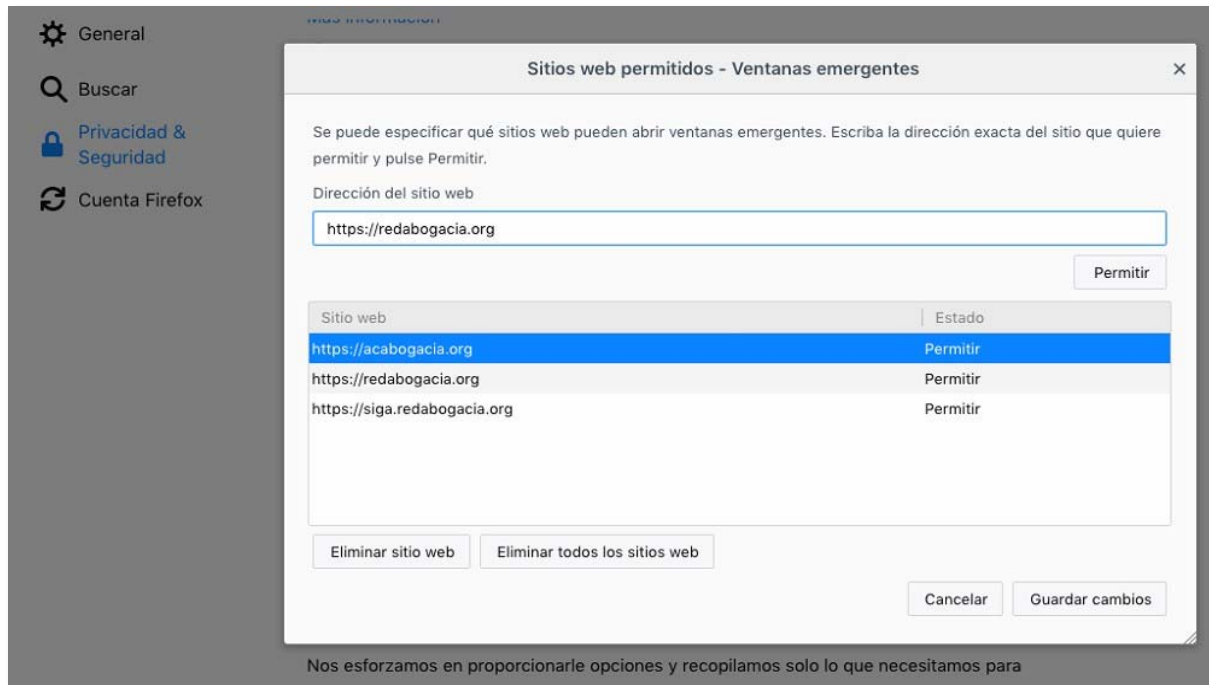 General
Buscar
Privacidad &
Seguridad
Cuenta Firefox
Más información
Sitios web permitidos - Ventanas emergentes
Se puede especificar qué sitios web pueden abrir ventanas emergentes. Escriba la dirección exacta del sitio que quiere
permitir y pulse Permitir.
Dirección del sitio web
https://redabogacia.org
Permitir
Sitio web Estado
https://acabogacia.org Permitir
https://redabogacia.org Permitir
https://siga.redabogacia.org Permitir
Eliminar sitio web Eliminar todos los sitios web
Cancelar Guardar cambios
Nos esforzamos en proporcionarle opciones y recopilamos solo lo que necesitamos para